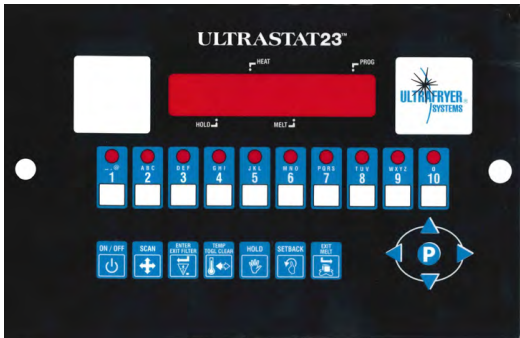 ULTRASTAT23™
HEAT
PROG
HOLD
MELT
ULTRAFRYER®
SYSTEMS
_ . @
1
ABC
2
DEF
3
GHI
4
JKL
5
MNO
6
PQRS
7
TUV
8
WXYZ
9
0
10
ON / OFF
SCAN
ENTER
EXIT FILTER
TEMP
TOGL CLEAR
HOLD
SETBACK
EXIT
MELT
P